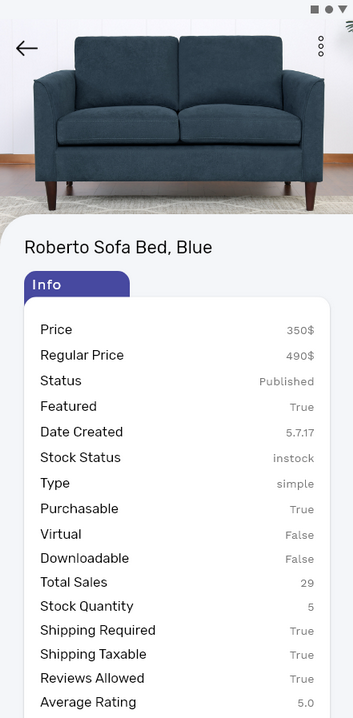 Roberto Sofa Bed, Blue
Info
Price 350$
Regular Price 490$
Status Published
Featured True
Date Created 5.7.17
Stock Status instock
Type simple
Purchasable True
Virtual False
Downloadable False
Total Sales 29
Stock Quantity 5
Shipping Required True
Shipping Taxable True
Reviews Allowed True
Average Rating 5.0